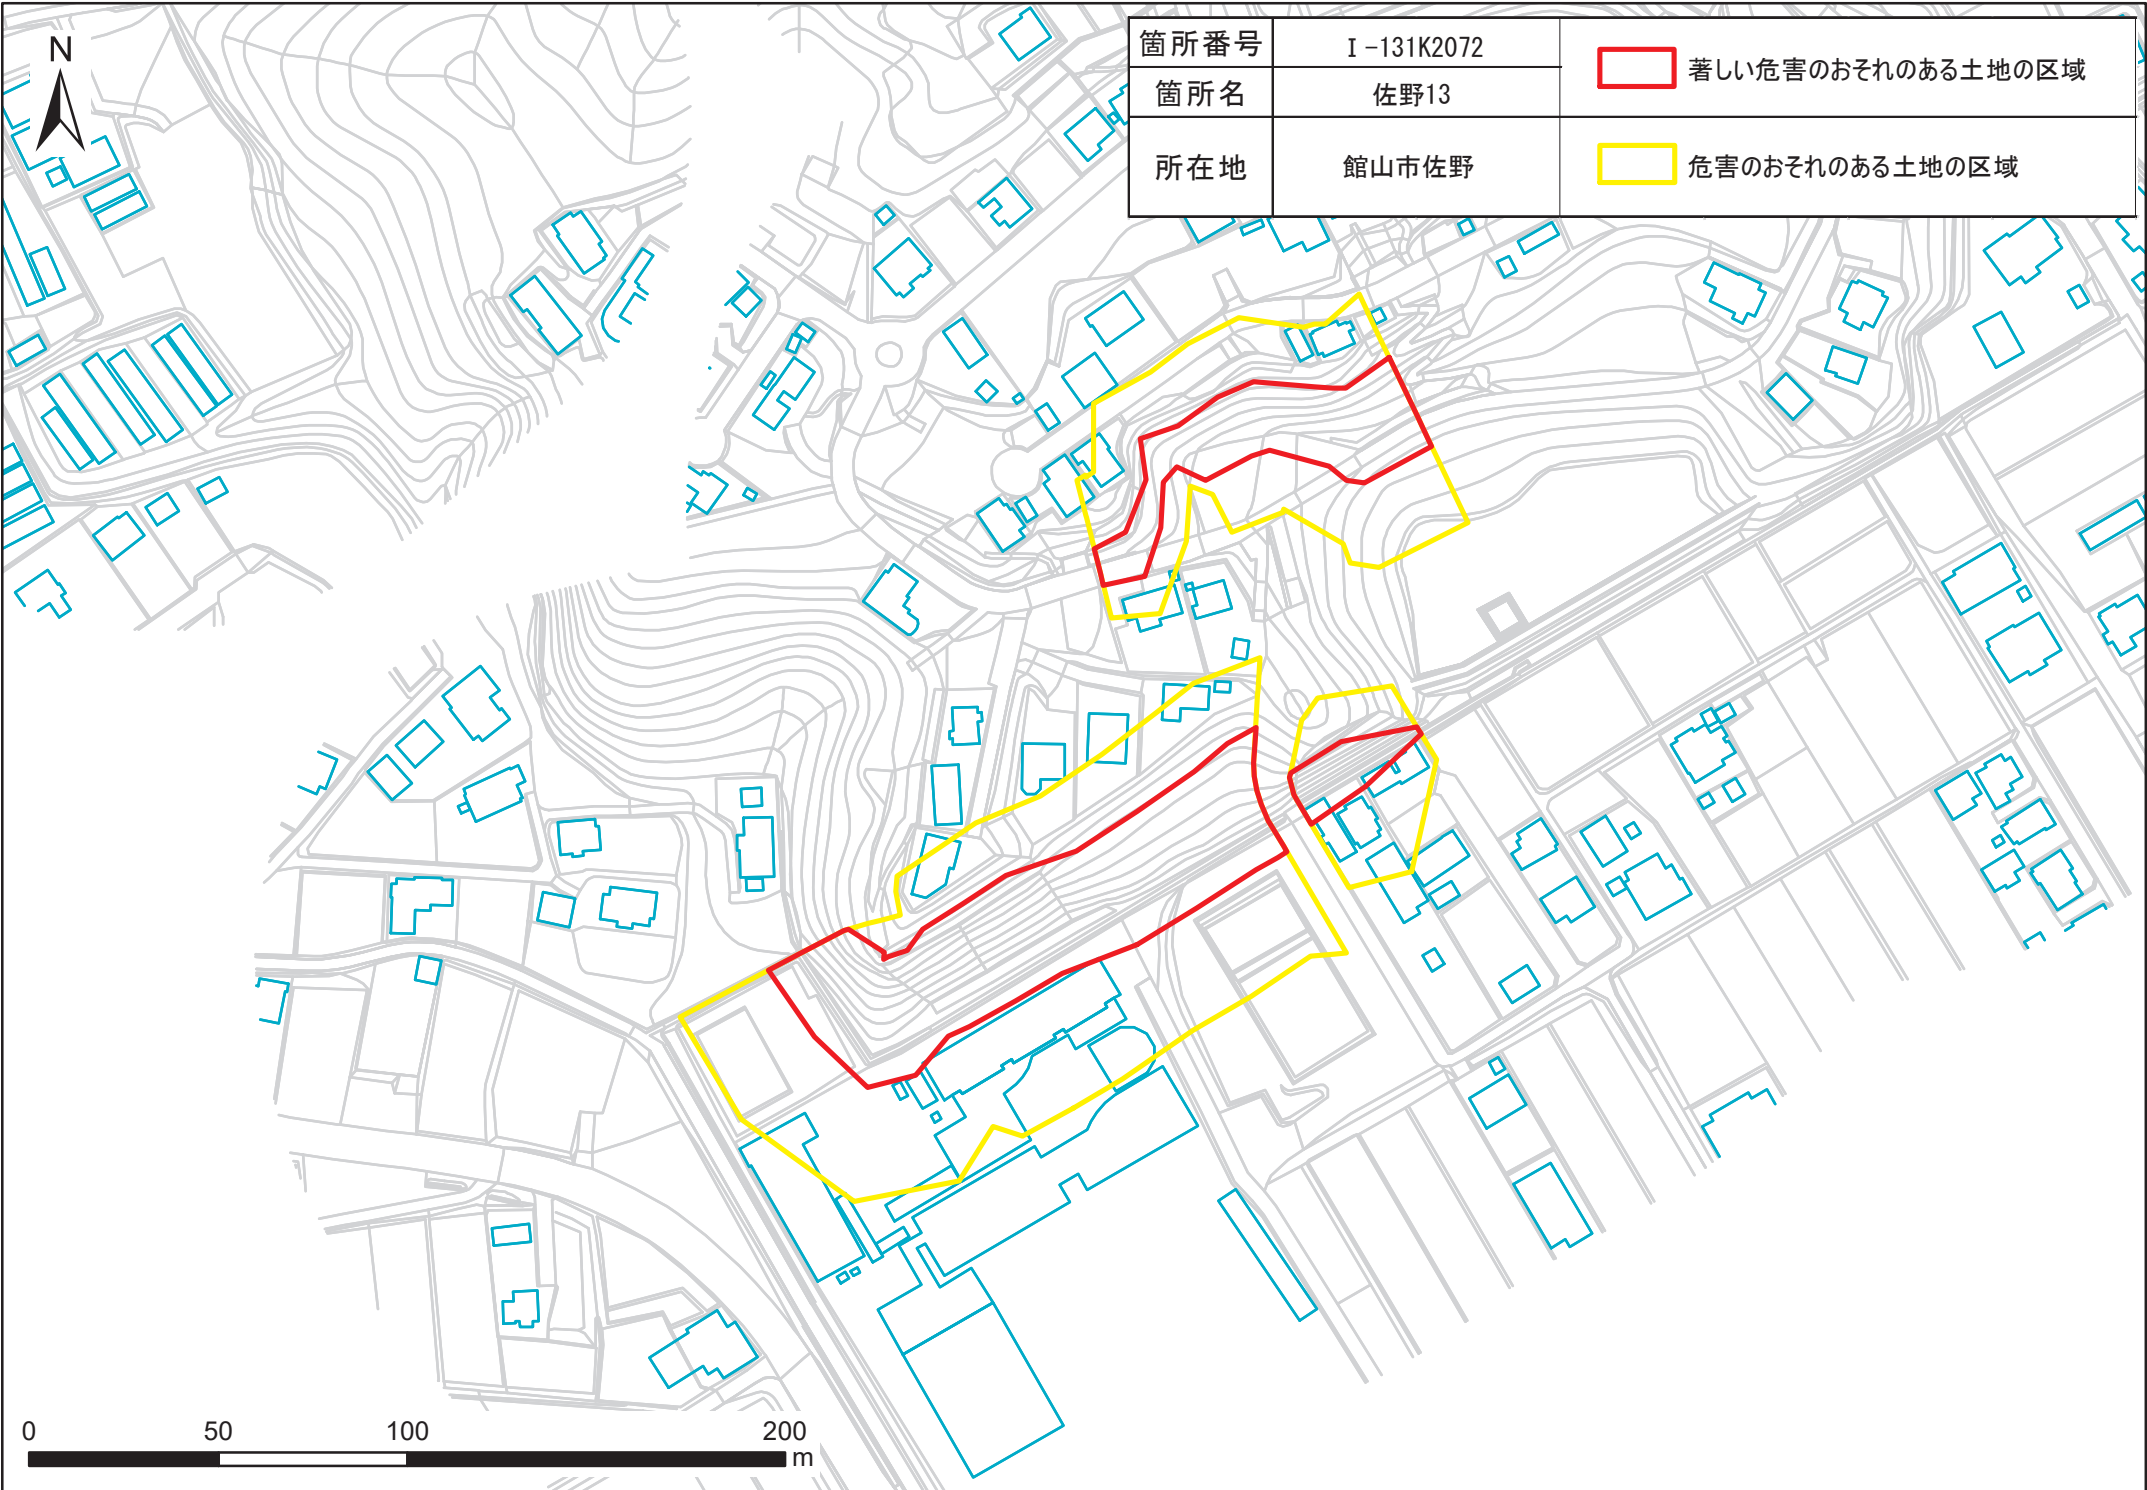 N
箇所番号 I-131K2072
箇所名 佐野13
所在地 館山市佐野
著しい危害のおそれのある土地の区域
危害のおそれのある土地の区域
0 50 100 200
m